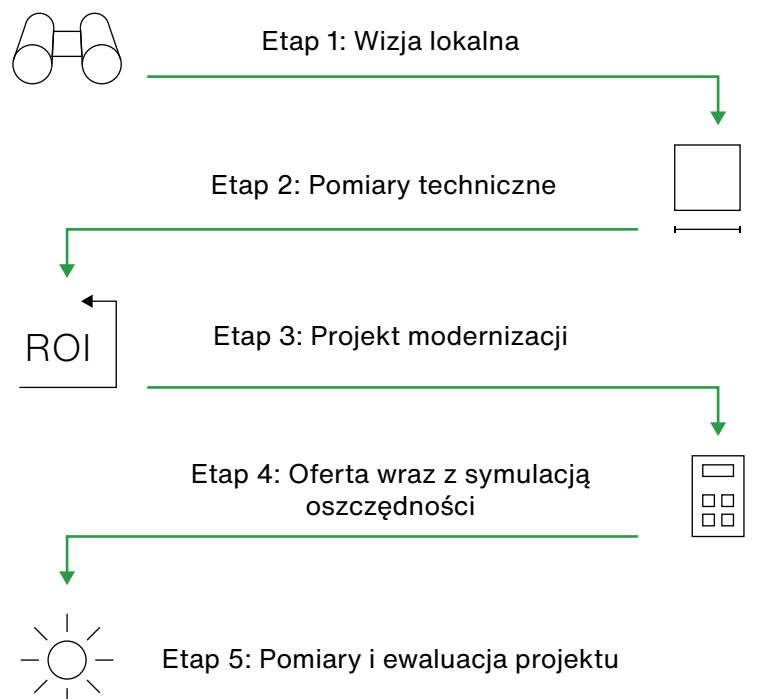 Etap 1: Wizja lokalna
Etap 2: Pomiary techniczne
ROI
Etap 3: Projekt modernizacji
Etap 4: Oferta wraz z symulacją
oszczędności
Etap 5: Pomiary i ewaluacja projektu